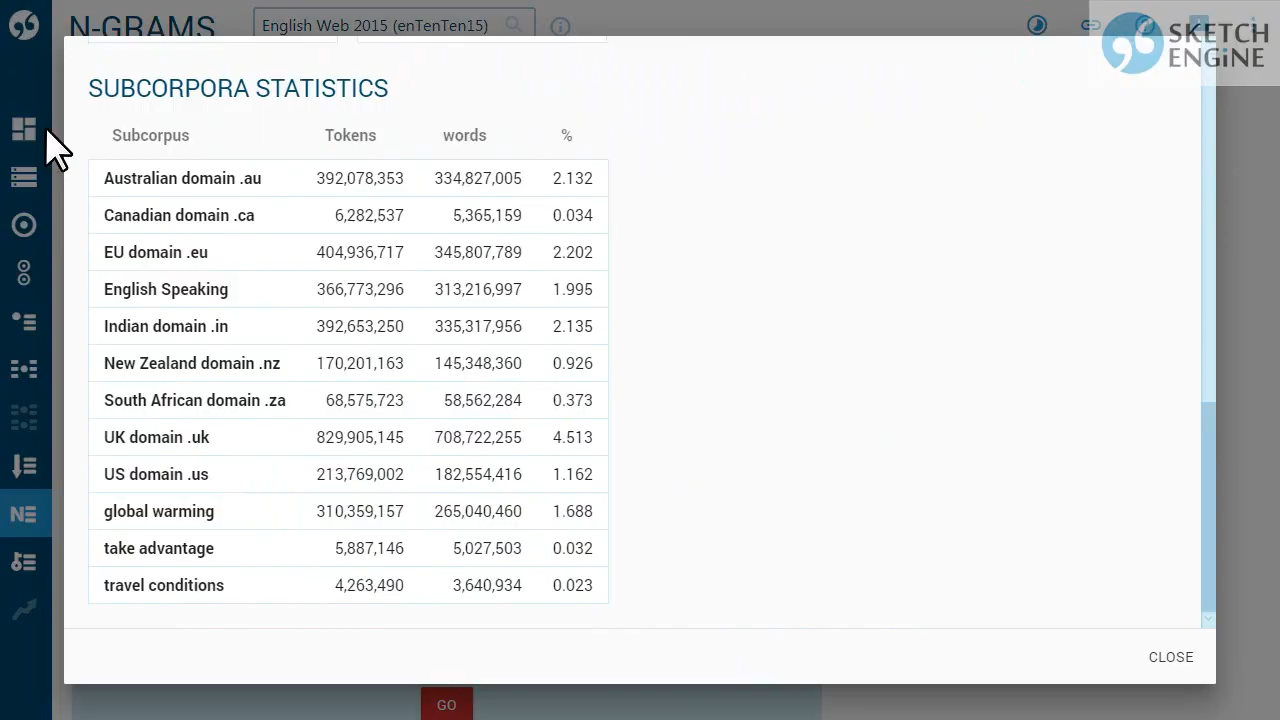 N-GRAMS English Web 2015 (enTenTen15)
SKETCH
ENGINE
SUBCORPORA STATISTICS
Subcorpus Tokens words %
Australian domain .au 392,078,353 334,827,005 2.132
Canadian domain .ca 6,282,537 5,365,159 0.034
EU domain .eu 404,936,717 345,807,789 2.202
English Speaking 366,773,296 313,216,997 1.995
Indian domain .in 392,653,250 335,317,956 2.135
New Zealand domain .nz 170,201,163 145,348,360 0.926
South African domain .za 68,575,723 58,562,284 0.373
UK domain .uk 829,905,145 708,722,255 4.513
US domain .us 213,769,002 182,554,416 1.162
global warming 310,359,157 265,040,460 1.688
take advantage 5,887,146 5,027,503 0.032
travel conditions 4,263,490 3,640,934 0.023
CLOSE
GO